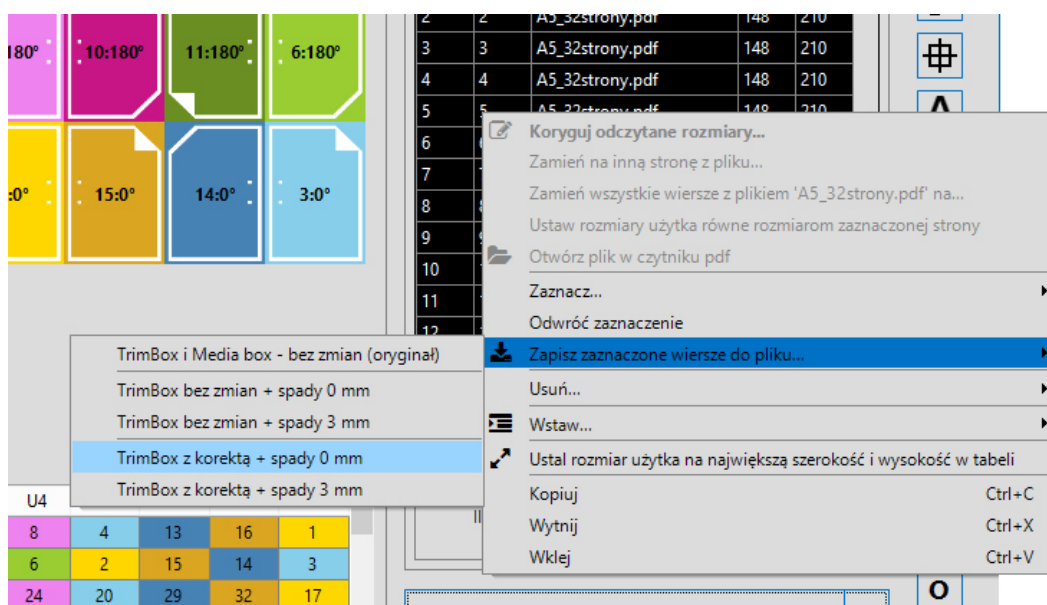 2 2 A5_32strony.pdf 148 210
180° 10:180° 11:180° 6:180°
3 3 A5_32strony.pdf 148 210
4 4 A5_32strony.pdf 148 210
5 5 A5_32strony.pdf 148 210
A
6
7
8
9
10
11
12
:0° 15:0° 14:0° 3:0°
Koryguj odczytane rozmiary...
Zamień na inną stronę z pliku...
Zamień wszystkie wiersze z plikiem 'A5_32strony.pdf' na...
Ustaw rozmiary użytka równe rozmiarom zaznaczonej strony
Otwórz plik w czytniku pdf
Zaznacz...
Odwróć zaznaczenie
Zapisz zaznaczone wiersze do pliku...
Usuń...
Wstaw...
Ustal rozmiar użytka na największą szerokość i wysokość w tabeli
Kopiuj Ctrl+C
Wytnij Ctrl+X
Wklej Ctrl+V
TrimBox i Media box - bez zmian (oryginał)
TrimBox bez zmian + spady 0 mm
TrimBox bez zmian + spady 3 mm
TrimBox z korektą + spady 0 mm
TrimBox z korektą + spady 3 mm
U4
8 4 13 16 1
6 2 15 14 3
24 20 29 32 17
O